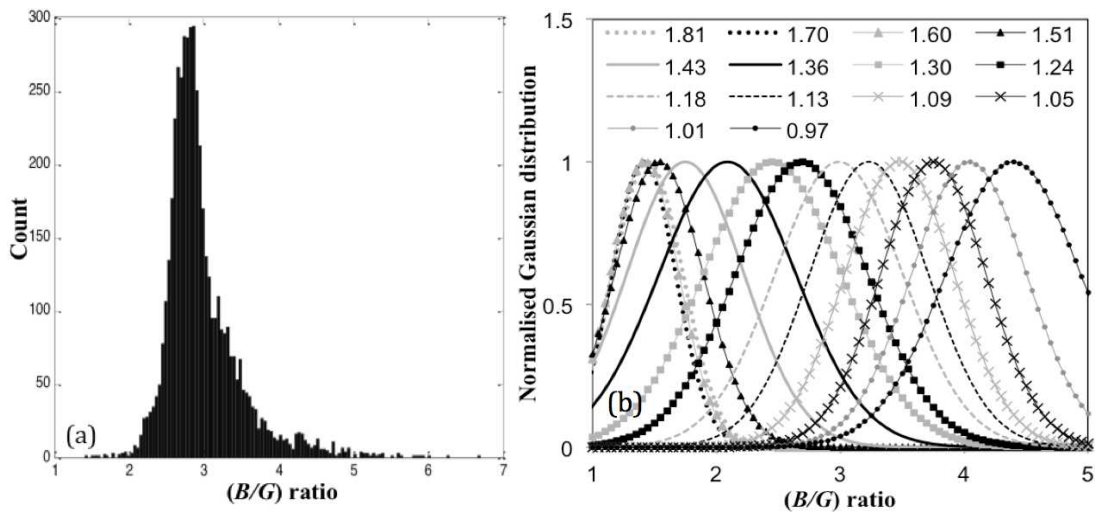 300
250
200
150
100
50
0
Count
(a)
1 2 3 4 5 6 7
(B/G) ratio
1.5
1
0.5
0
Normalised Gaussian distribution
1.81 1.70 1.60 1.51
1.43 1.36 1.30 1.24
1.18 1.13 1.09 1.05
1.01 0.97
(b)
1 2 3 4 5
(B/G) ratio